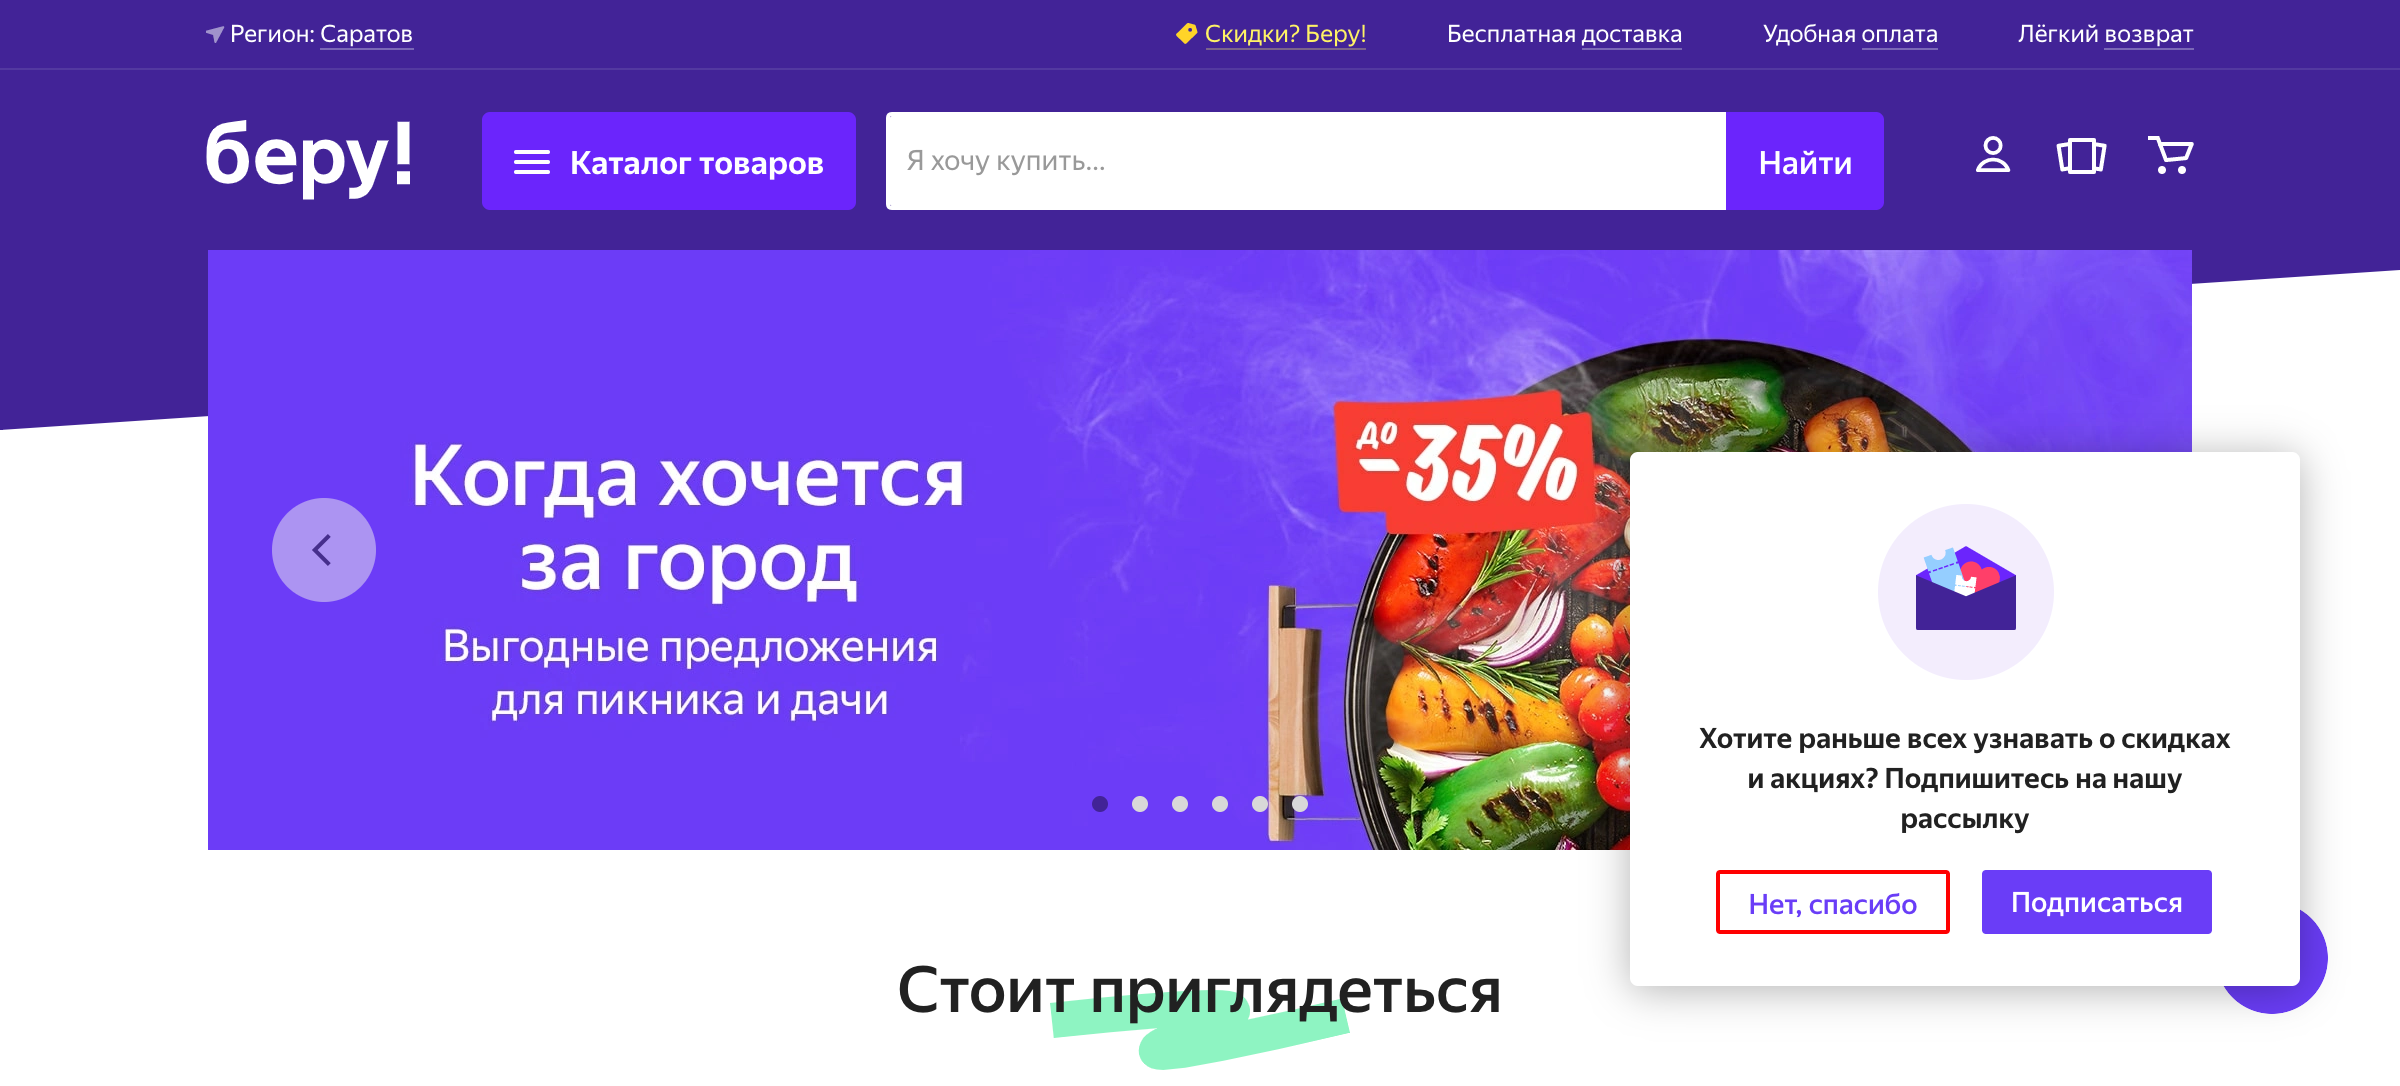 Регион: Саратов
Скидки? Беру!
Бесплатная доставка
Удобная оплата
Лёгкий возврат
беру!
Каталог товаров
Я хочу купить...
Найти
Когда хочется
за город
Выгодные предложения
для пикника и дачи
до
-35%
Хотите раньше всех узнавать о скидках
и акциях? Подпишитесь на нашу
рассылку
Нет, спасибо
Подписаться
Стоит приглядеться